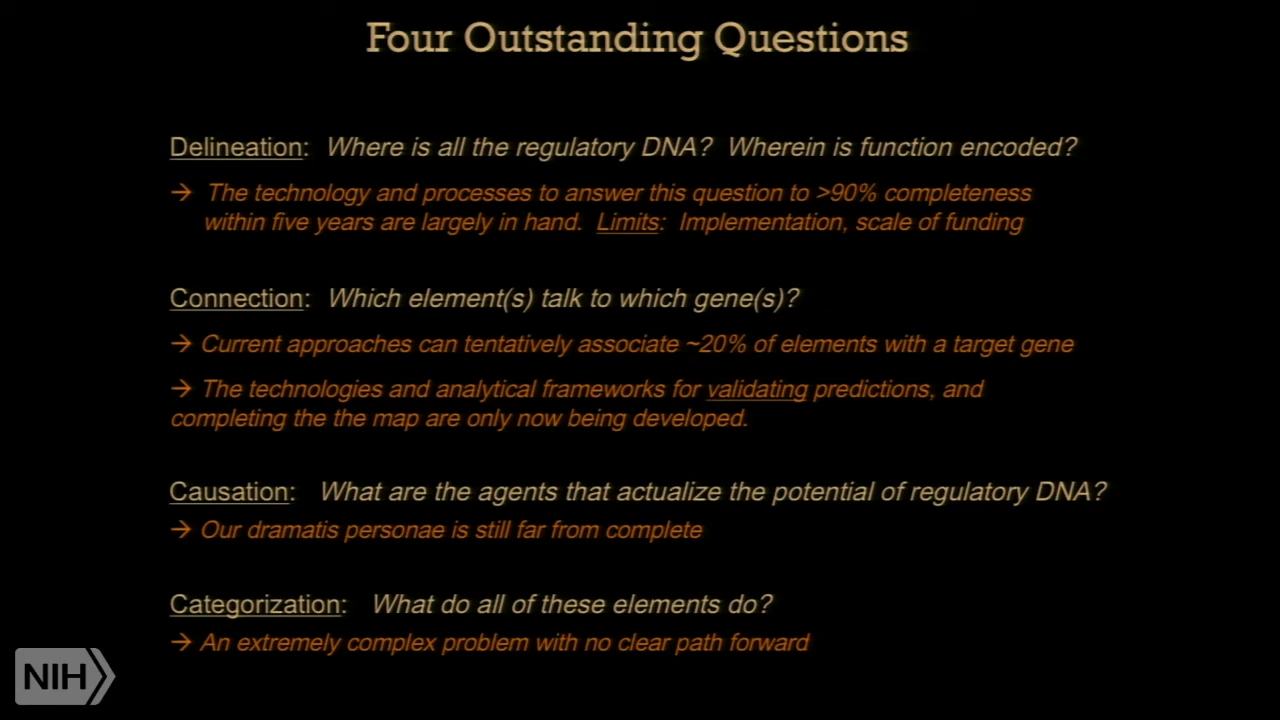 Four Outstanding Questions
Delineation: Where is all the regulatory DNA? Wherein is function encoded?
→ The technology and processes to answer this question to >90% completeness
within five years are largely in hand. Limits: Implementation, scale of funding
Connection: Which element(s) talk to which gene(s)?
→ Current approaches can tentatively associate ~20% of elements with a target gene
→ The technologies and analytical frameworks for validating predictions, and
completing the the map are only now being developed.
Causation: What are the agents that actualize the potential of regulatory DNA?
→ Our dramatis personae is still far from complete
Categorization: What do all of these elements do?
→ An extremely complex problem with no clear path forward
NIH